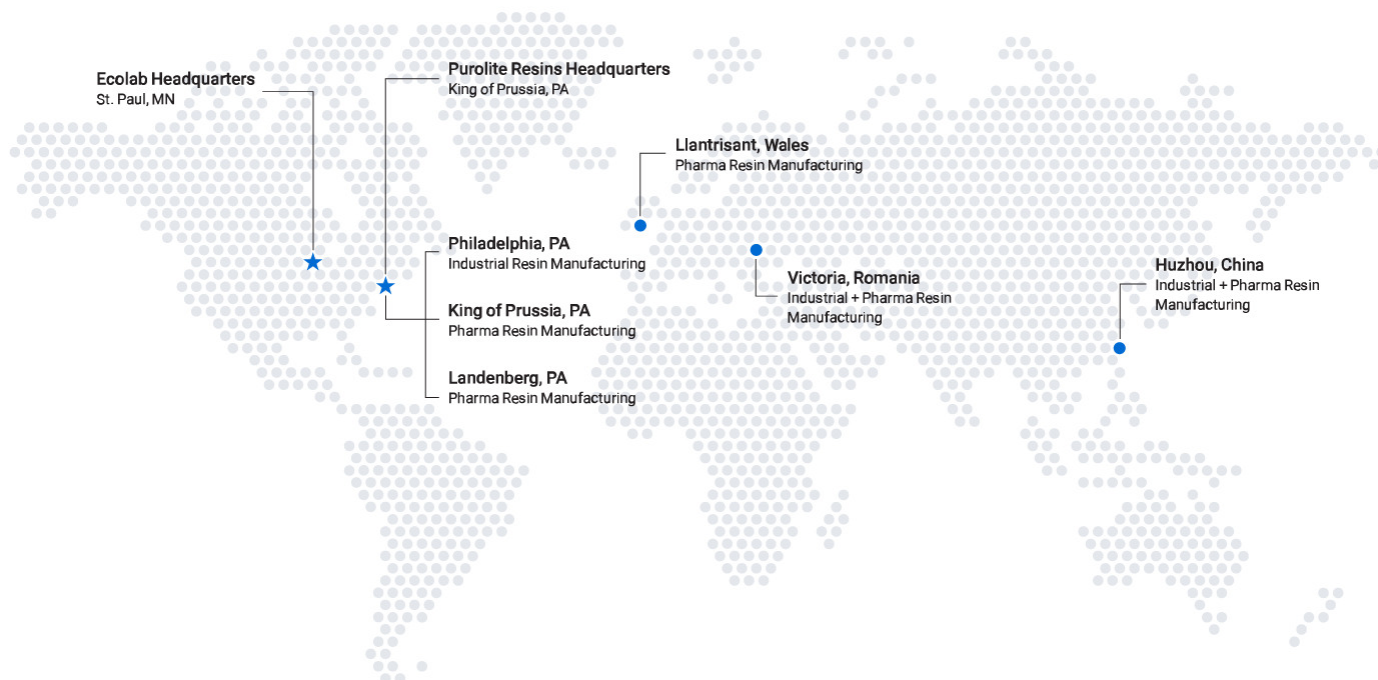 Ecolab Headquarters
St. Paul, MN
Purolite Resins Headquarters
King of Prussia, PA
Llantrisant, Wales
Pharma Resin Manufacturing
Philadelphia, PA
Industrial Resin Manufacturing
King of Prussia, PA
Pharma Resin Manufacturing
Landenberg, PA
Pharma Resin Manufacturing
Victoria, Romania
Industrial + Pharma Resin
Manufacturing
Huzhou, China
Industrial + Pharma Resin
Manufacturing